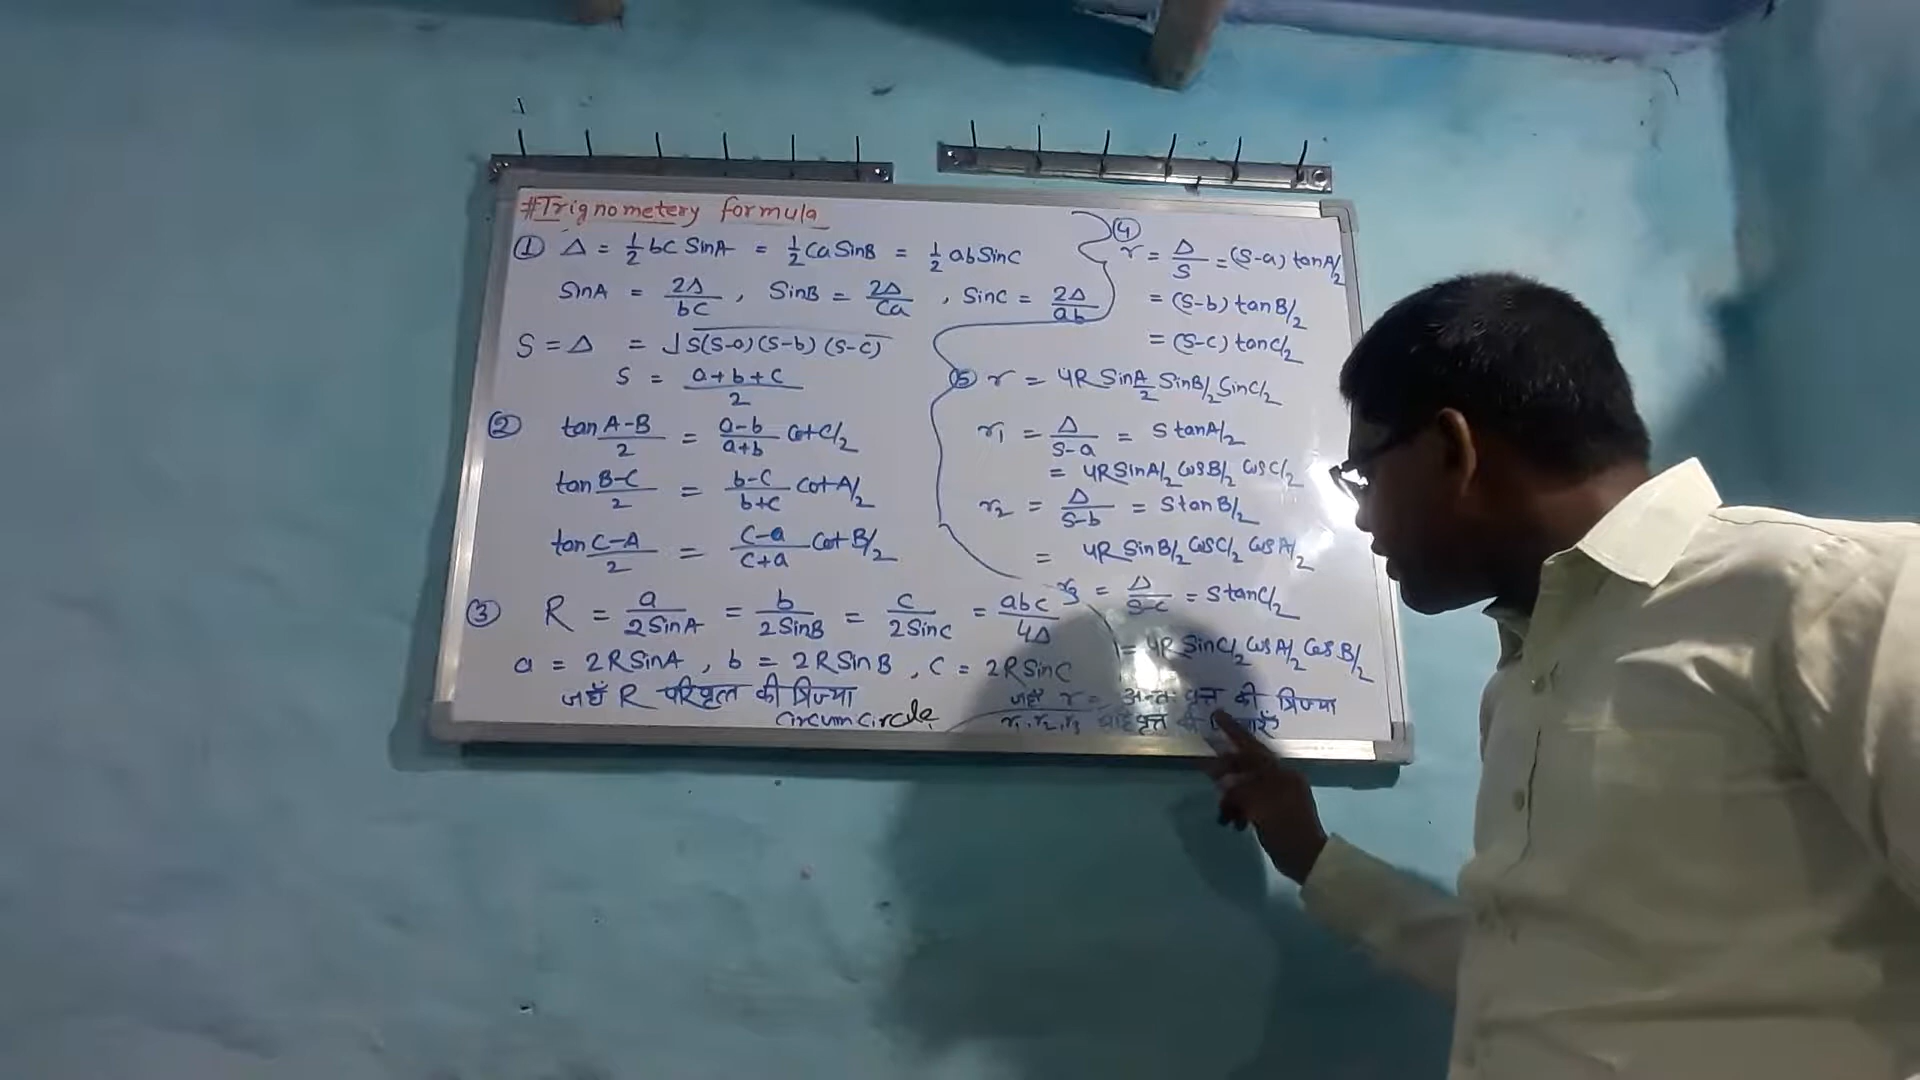 #Trignometery formula
① Δ = 1/2 bc SinA = 1/2 ca SinB = 1/2 ab SinC
SinA = 2Δ/bc , SinB = 2Δ/ca , SinC = 2Δ/ab
S = Δ = √S(S-a)(S-b)(S-c)
S = a+b+c/2
② tan A-B/2 = a-b/a+b cot C/2
tan B-C/2 = b-c/b+c cot A/2
tan C-A/2 = c-a/c+a cot B/2
③ R = a/2SinA = b/2SinB = c/2SinC = abc/4Δ
a = 2RSinA , b = 2RSinB , c = 2RSinC
जहाँ R परिवृत्त की त्रिज्या
Circumcircle
④
r = Δ/S = (S-a) tanA/2
= (S-b) tanB/2
= (S-c) tanC/2
⑤ r = 4R SinA/2 SinB/2 SinC/2
r₁ = Δ/S-a = S tanA/2
= 4R SinA/2 CosB/2 CosC/2
r₂ = Δ/S-b = S tanB/2
= 4R SinB/2 CosC/2 CosA/2
r₃ = Δ/S-c = S tanC/2
= 4R SinC/2 CosA/2 CosB/2
जहाँ r = अन्तः वृत्त की त्रिज्या
r₁, r₂, r₃ की